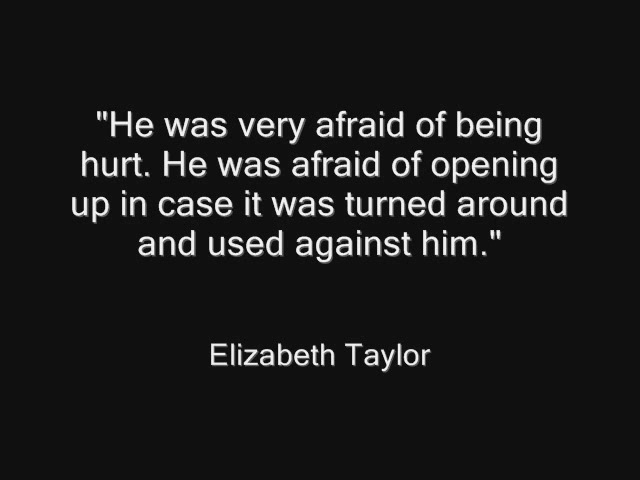 "He was very afraid of being
hurt. He was afraid of opening
up in case it was turned around
and used against him."
Elizabeth Taylor